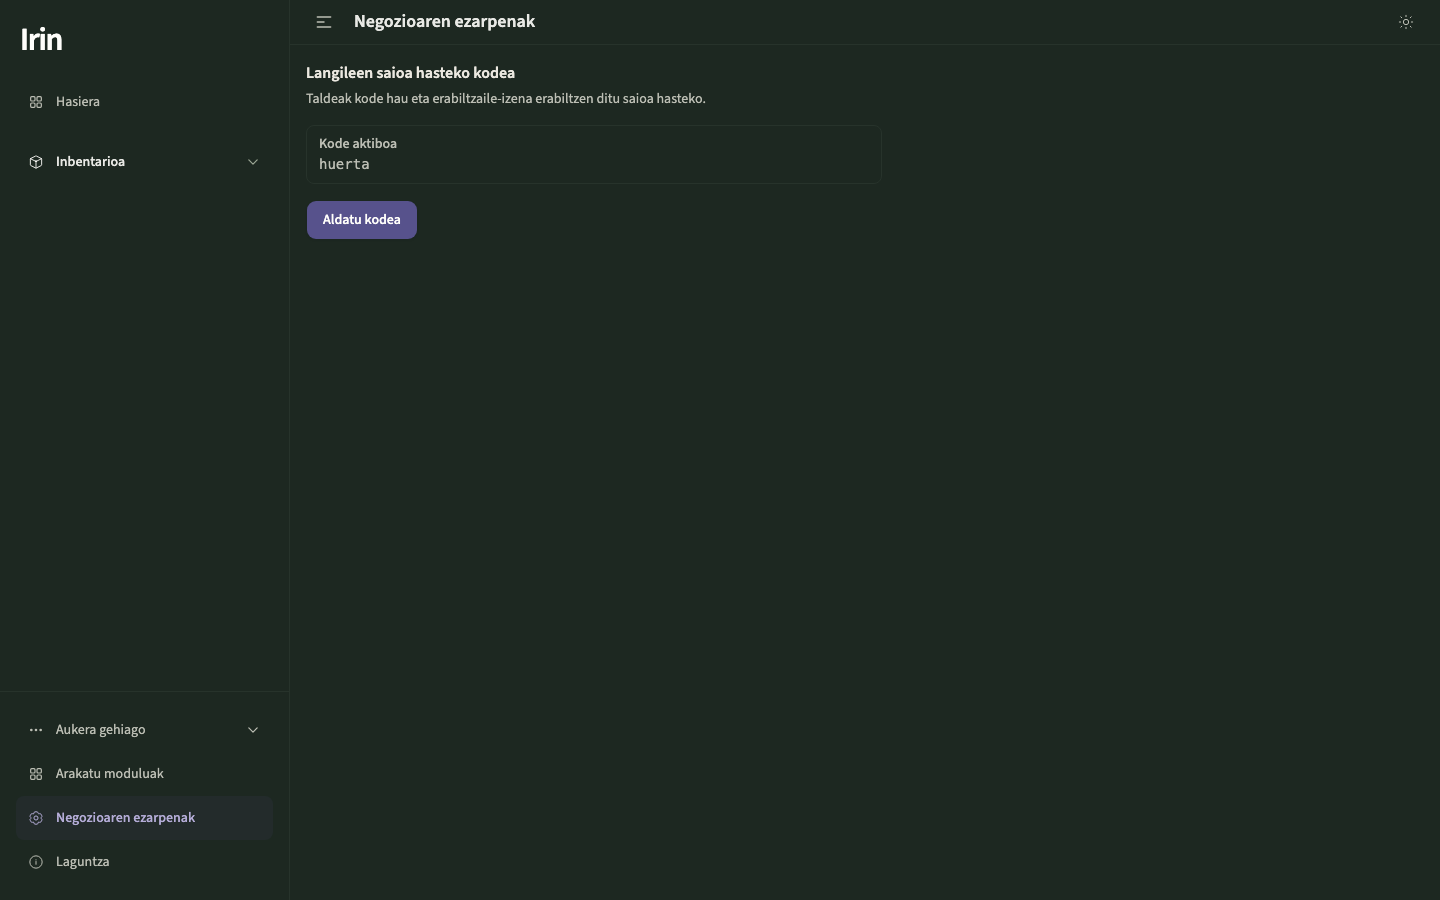 Irin
Hasiera
Inbentarioa
Aukera gehiago
Arakatu moduluak
Negozioaren ezarpenak
Laguntza
Negozioaren ezarpenak
Langileen saioa hasteko kodea
Taldeak kode hau eta erabiltzaile-izena erabiltzen ditu saioa hasteko.
Kode aktiboa
huerta
Aldatu kodea